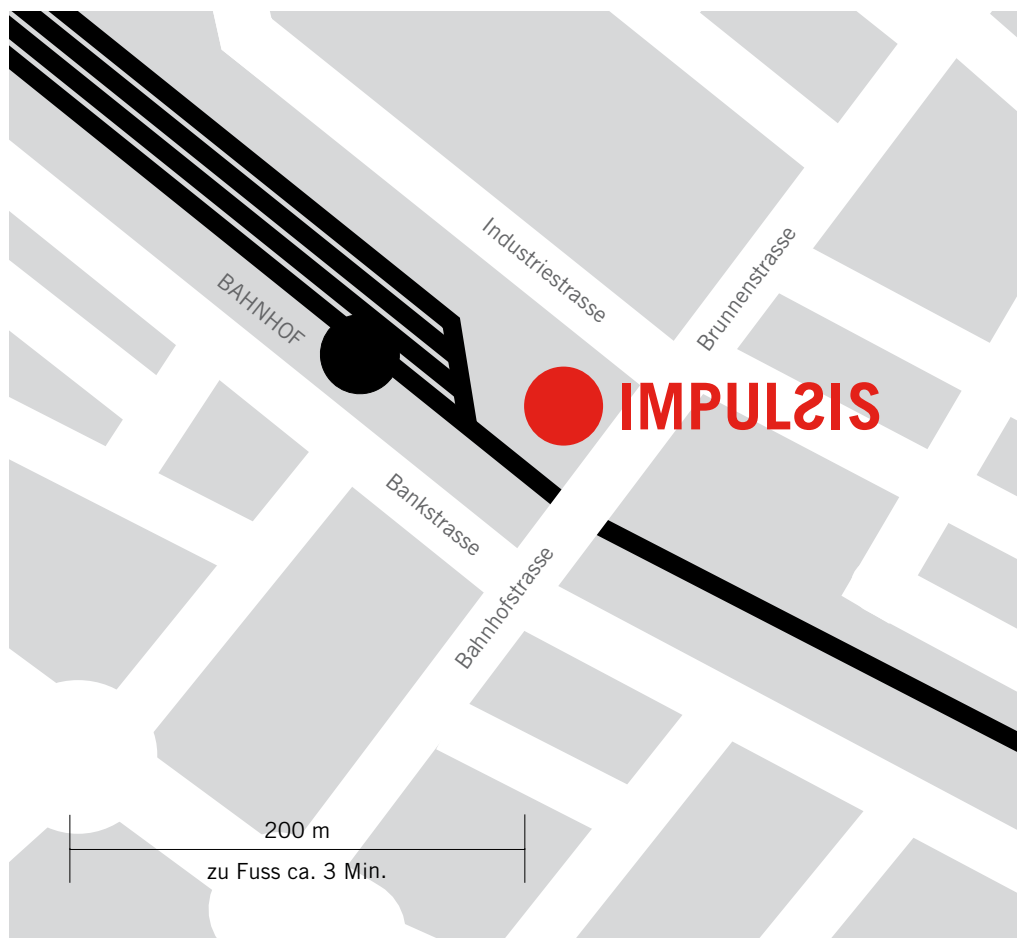 Industriestrasse
Brunnenstrasse
BAHNHOF
IMPULSIS
Bankstrasse
Bahnhofstrasse
200 m
zu Fuss ca. 3 Min.